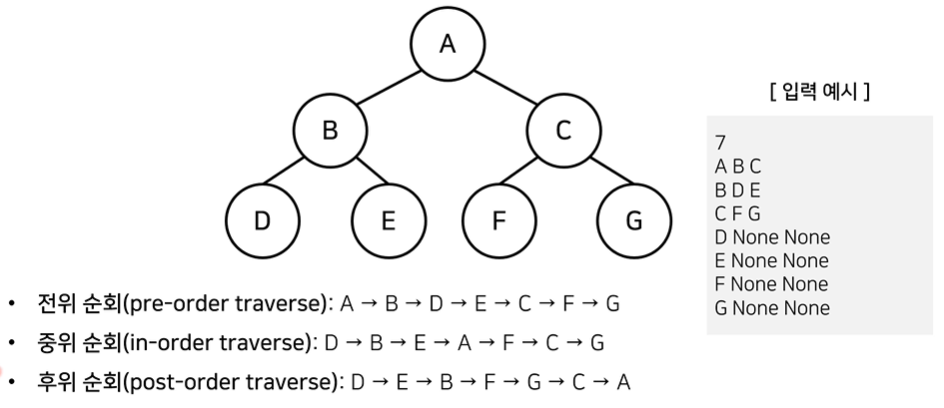 A
B
C
D
E
F
G
[ 입력 예시 ]
7
A B C
B D E
C F G
D None None
E None None
F None None
G None None
• 전위 순회(pre-order traverse): A → B → D → E → C → F → G
• 중위 순회(in-order traverse): D → B → E → A → F → C → G
• 후위 순회(post-order traverse): D → E → B → F → G → C → A